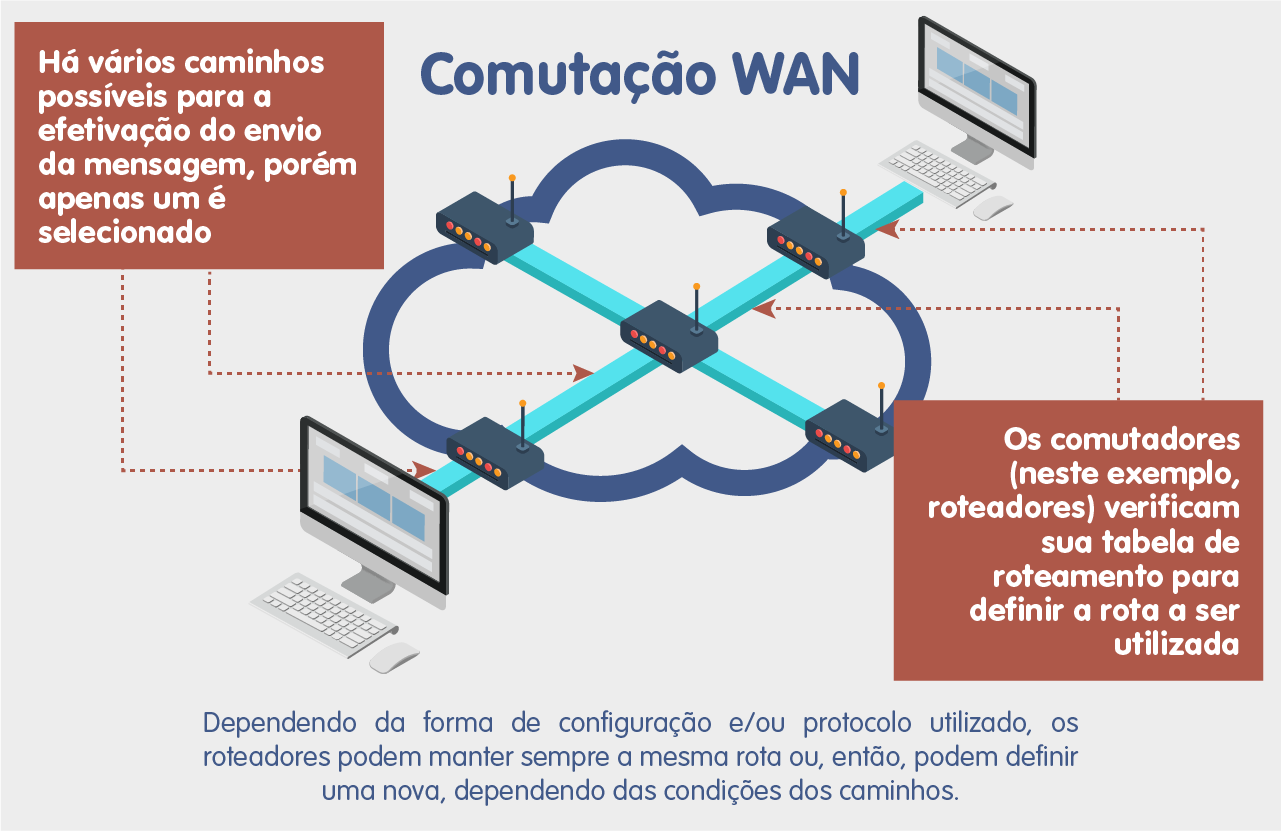 Comutação WAN
Há vários caminhos
possíveis para a
efetivação do envio
da mensagem, porém
apenas um é
selecionado
Os comutadores
(neste exemplo,
roteadores) verificam
sua tabela de
roteamento para
definir a rota a ser
utilizada
Dependendo da forma de configuração e/ou protocolo utilizado, os
roteadores podem manter sempre a mesma rota ou, então, podem definir
uma nova, dependendo das condições dos caminhos.